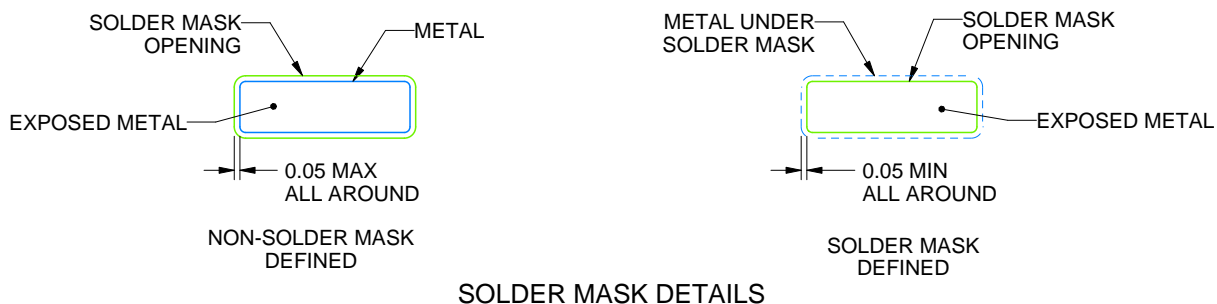 SOLDER MASK
OPENING
METAL
EXPOSED METAL
0.05 MAX
ALL AROUND
NON-SOLDER MASK
DEFINED
METAL UNDER
SOLDER MASK
SOLDER MASK
OPENING
EXPOSED METAL
0.05 MIN
ALL AROUND
SOLDER MASK
DEFINED
SOLDER MASK DETAILS